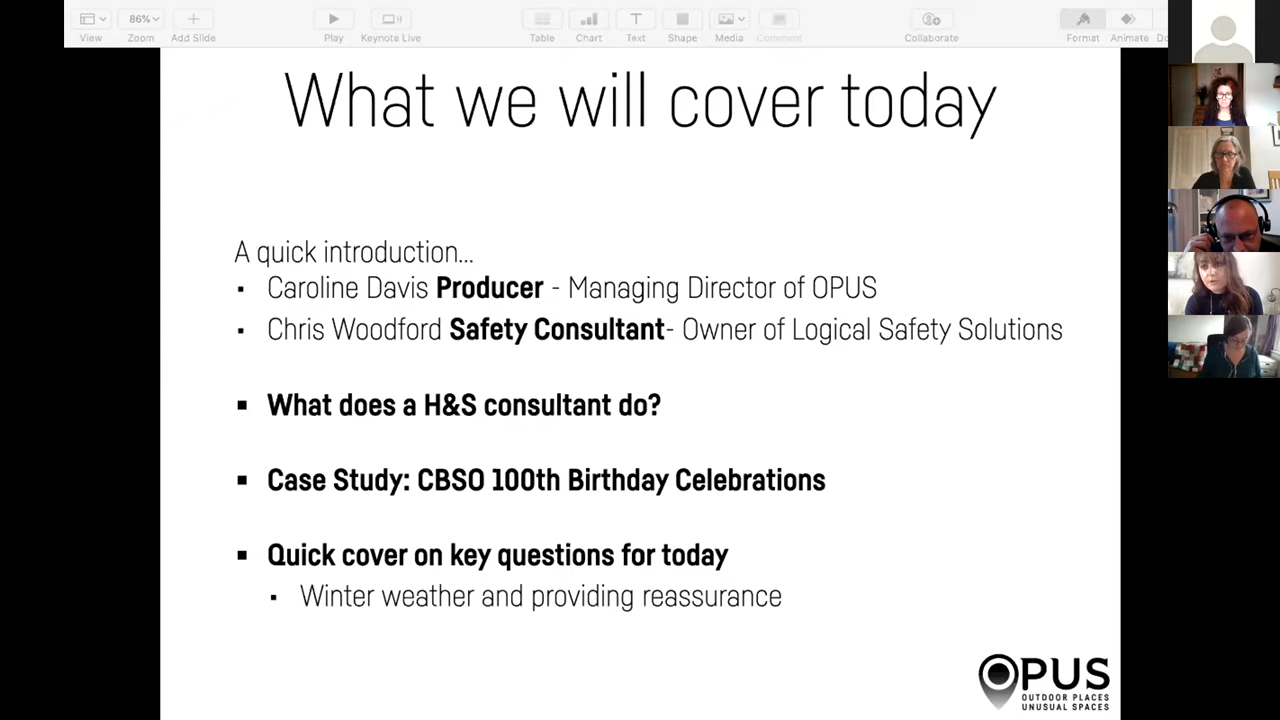 View
86%
Zoom
Add Slide
Play
Keynote Live
Table
Chart
Text
Shape
Media
Comment
Collaborate
Format
Animate
Do
What we will cover today
A quick introduction...
▪ Caroline Davis Producer - Managing Director of OPUS
▪ Chris Woodford Safety Consultant- Owner of Logical Safety Solutions
▪ What does a H&S consultant do?
▪ Case Study: CBSO 100th Birthday Celebrations
▪ Quick cover on key questions for today
▪ Winter weather and providing reassurance
OPUS
OUTDOOR PLACES
UNUSUAL SPACES